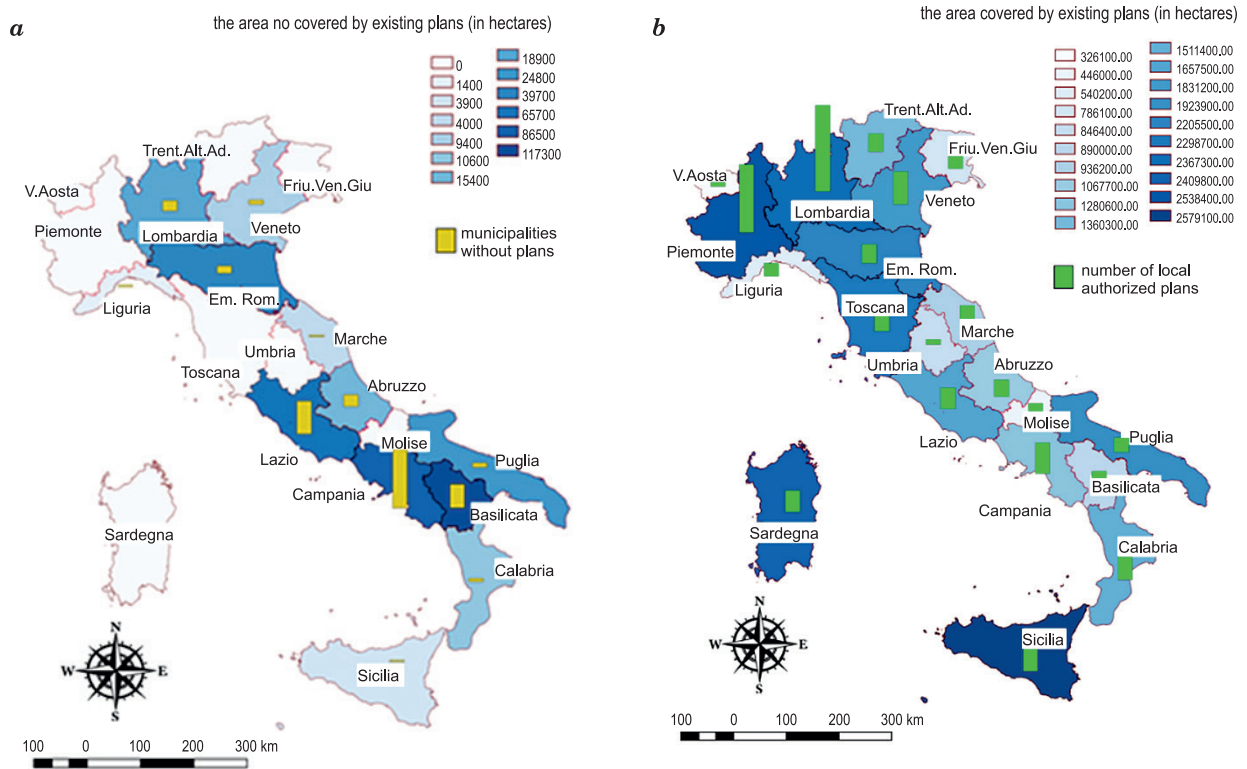 a
the area no covered by existing plans (in hectares)
0
1400
3900
4000
9400
10600
15400
18900
24800
39700
65700
86500
117300
municipalities
without plans
Trent.Alt.Ad.
V.Aosta
Friu.Ven.Giu
Piemonte
Lombardia
Veneto
Em. Rom.
Liguria
Marche
Umbria
Toscana
Abruzzo
Molise
Lazio
Puglia
Campania
Basilicata
Sardegna
Calabria
Sicilia
N
W
E
S
100
0
100
200
300 km
b
the area covered by existing plans (in hectares)
326100.00
446000.00
540200.00
786100.00
846400.00
890000.00
936200.00
1067700.00
1280600.00
1360300.00
1511400.00
1657500.00
1831200.00
1923900.00
2205500.00
2298700.00
2367300.00
2409800.00
2538400.00
2579100.00
number of local
authorized plans
Trent.Alt.Ad.
Friu.Ven.Giu
V.Aosta
Lombardia
Veneto
Piemonte
Em. Rom.
Liguria
Toscana
Marche
Umbria
Abruzzo
Molise
Puglia
Lazio
Basilicata
Campania
Sardegna
Calabria
Sicilia
N
W
E
S
100
0
100
200
300 km